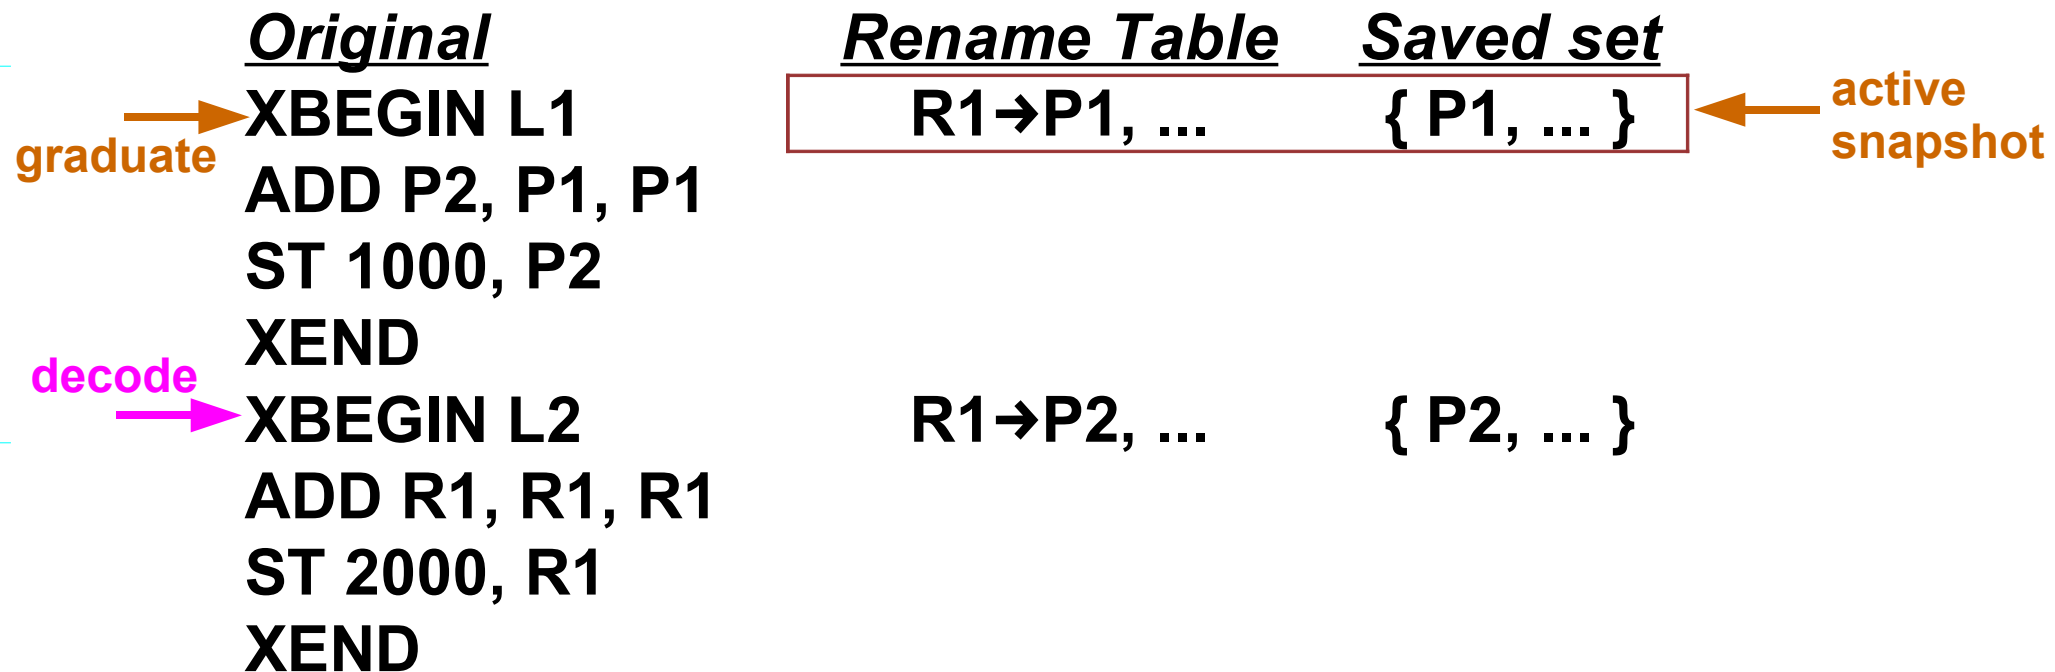 Original Rename Table Saved set
XBEGIN L1 R1→P1, ... { P1, ... } active
graduate snapshot
ADD P2, P1, P1
ST 1000, P2
XEND
decode
XBEGIN L2 R1→P2, ... { P2, ... }
ADD R1, R1, R1
ST 2000, R1
XEND